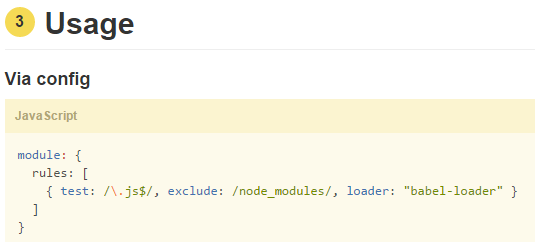 3 Usage
Via config
JavaScript
module: {
  rules: [
    { test: /\.js$/, exclude: /node_modules/, loader: "babel-loader" }
  ]
}